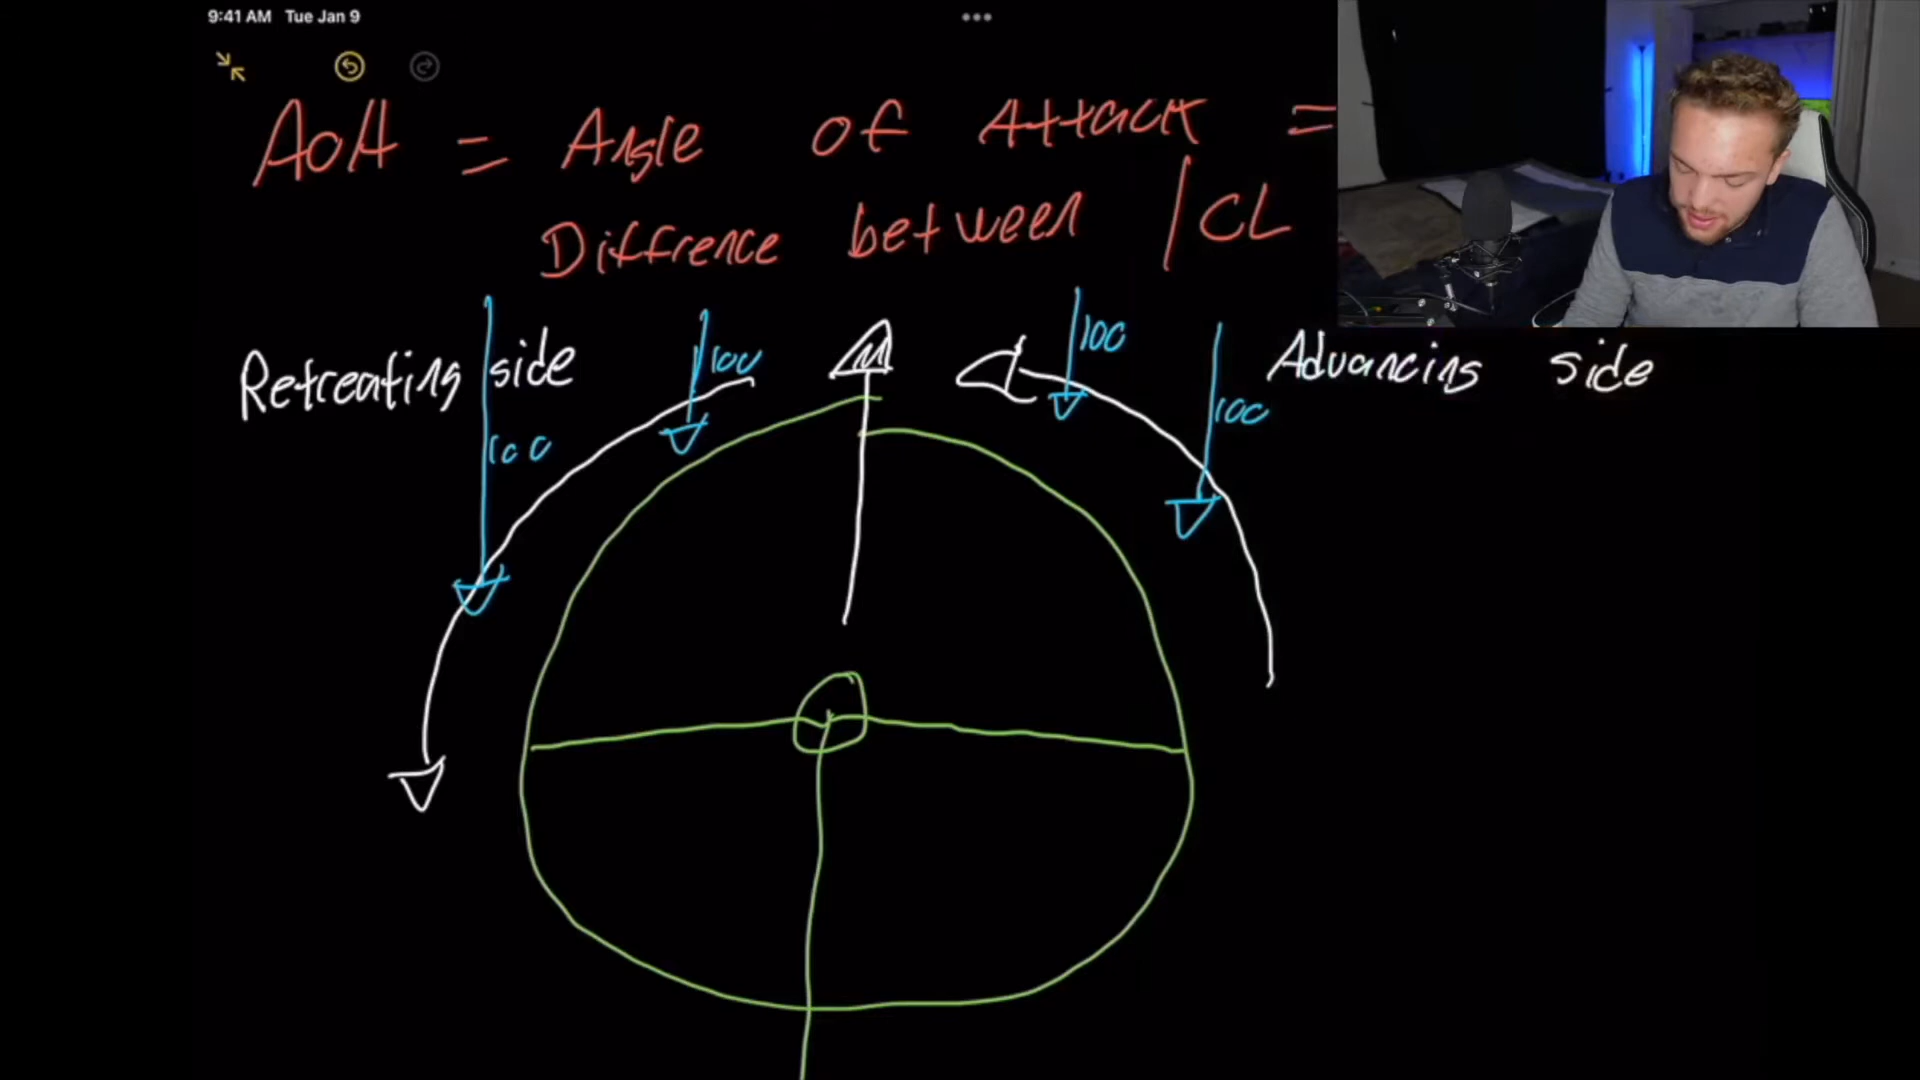 9:41 AM Tue Jan 9
AoA = Angle of Attack =
Diffrence between /CL
Retreating side
100
100
100
100
Advancing side